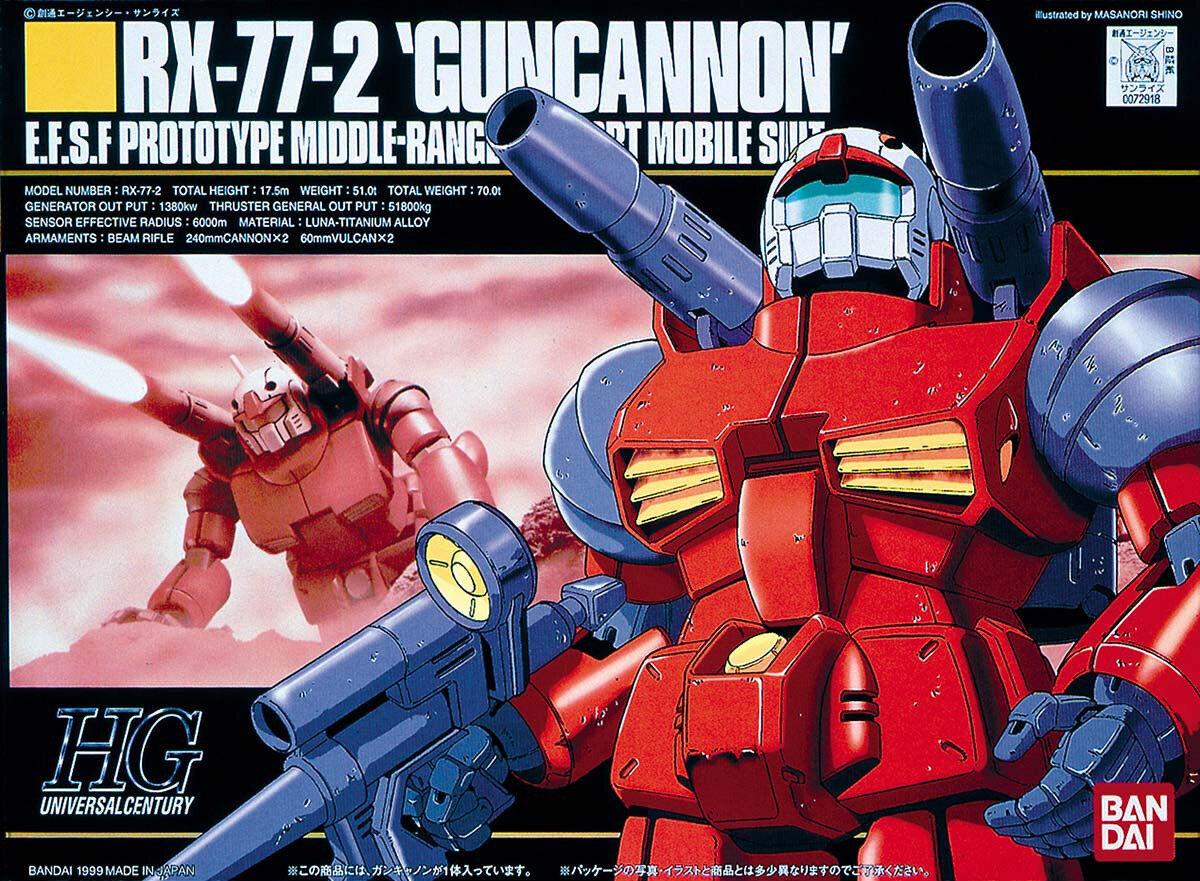 ©創通エージェンシー・サンライズ
illustrated by MASANORI SHINO
RX-77-2 'GUNCANNON'
E.F.S.F PROTOTYPE MIDDLE-RANGE MOBILE
MODEL NUMBER : RX-77-2 TOTAL HEIGHT : 17.5m WEIGHT : 51.0t TOTAL WEIGHT : 70.0t
GENERATOR OUT PUT : 1380kw THRUSTER GENERAL OUT PUT : 51800kg
SENSOR EFFECTIVE RADIUS : 6000m MATERIAL : LUNA-TITANIUM ALLOY
ARMAMENTS : BEAM RIFLE 240mmCANNON×2 60mmVULCAN×2
創通エージェンシー
©
サンライズ
0072918
HG
UNIVERSAL CENTURY
BAN
DAI
BANDAI 1999 MADE IN JAPAN
※この商品には、ガンキャノンが1体入っています。 ※パッケージの写真・イラストと商品とは多少異なりますのでご了承ください。